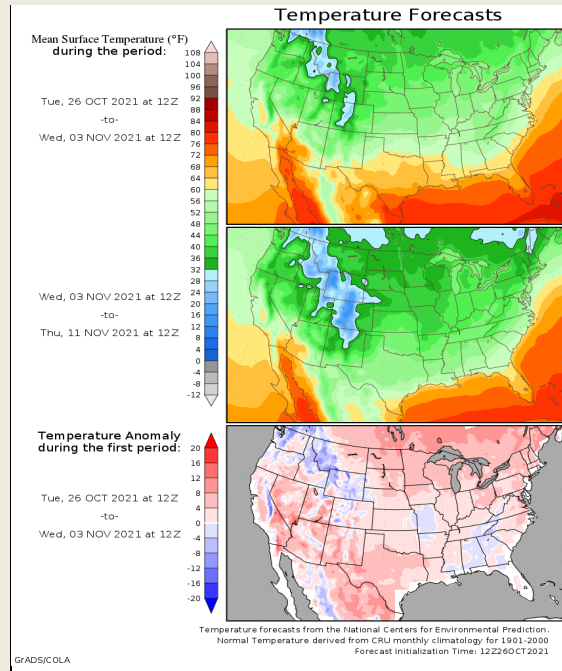 Temperature Forecasts
Mean Surface Temperature (°F)
during the period:
Tue, 26 OCT 2021 at 12Z
-to-
Wed, 03 NOV 2021 at 12Z
108
104
100
96
92
88
84
80
76
72
68
64
60
56
52
48
44
40
36
32
28
24
20
16
12
8
4
0
-4
-8
-12
Wed, 03 NOV 2021 at 12Z
-to-
Thu, 11 NOV 2021 at 12Z
Temperature Anomaly
during the first period:
Tue, 26 OCT 2021 at 12Z
-to-
Wed, 03 NOV 2021 at 12Z
20
16
12
8
4
0
-4
-8
-12
-16
-20
Temperature forecasts from the National Centers for Environmental Prediction.
Normal Temperature derived from CRU monthly climatology for 1901-2000
Forecast Initialization Time: 12Z26OCT2021
GrADS/COLA